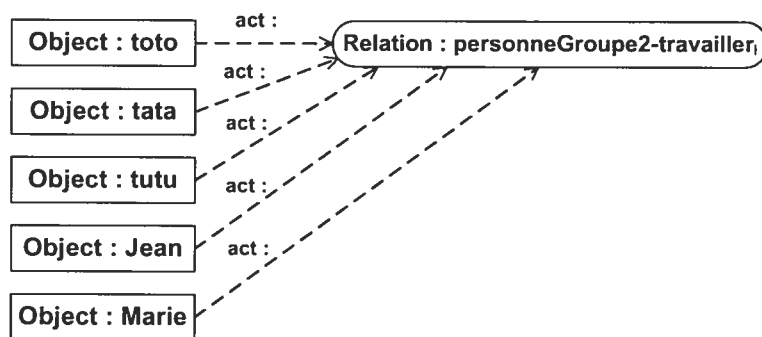 act :
Object : toto
Relation : personneGroupe2-travailler
act :
Object : tata
act :
Object : tutu
act :
Object : Jean
act :
Object : Marie